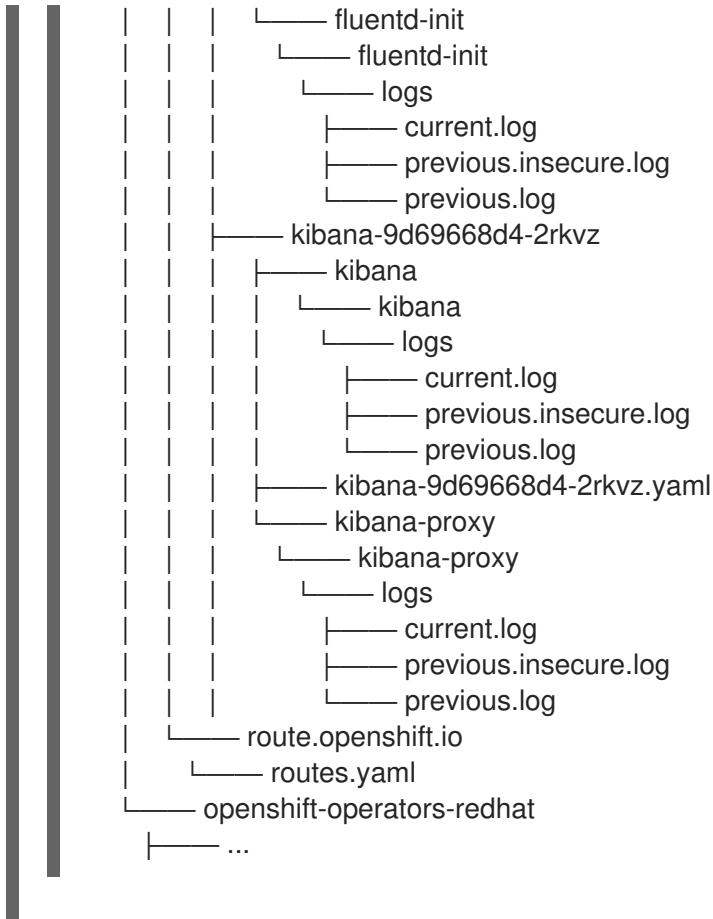 │ │ │ └── fluentd-init
│ │ │ └── fluentd-init
│ │ │ └── logs
│ │ │ ├── current.log
│ │ │ ├── previous.insecure.log
│ │ │ └── previous.log
│ │ ├── kibana-9d69668d4-2rkvz
│ │ │ ├── kibana
│ │ │ │ └── kibana
│ │ │ │ └── logs
│ │ │ │ ├── current.log
│ │ │ │ ├── previous.insecure.log
│ │ │ │ └── previous.log
│ │ │ ├── kibana-9d69668d4-2rkvz.yaml
│ │ │ └── kibana-proxy
│ │ │ └── kibana-proxy
│ │ │ └── logs
│ │ │ ├── current.log
│ │ │ ├── previous.insecure.log
│ │ │ └── previous.log
│ └── route.openshift.io
│ └── routes.yaml
└── openshift-operators-redhat
├── ...